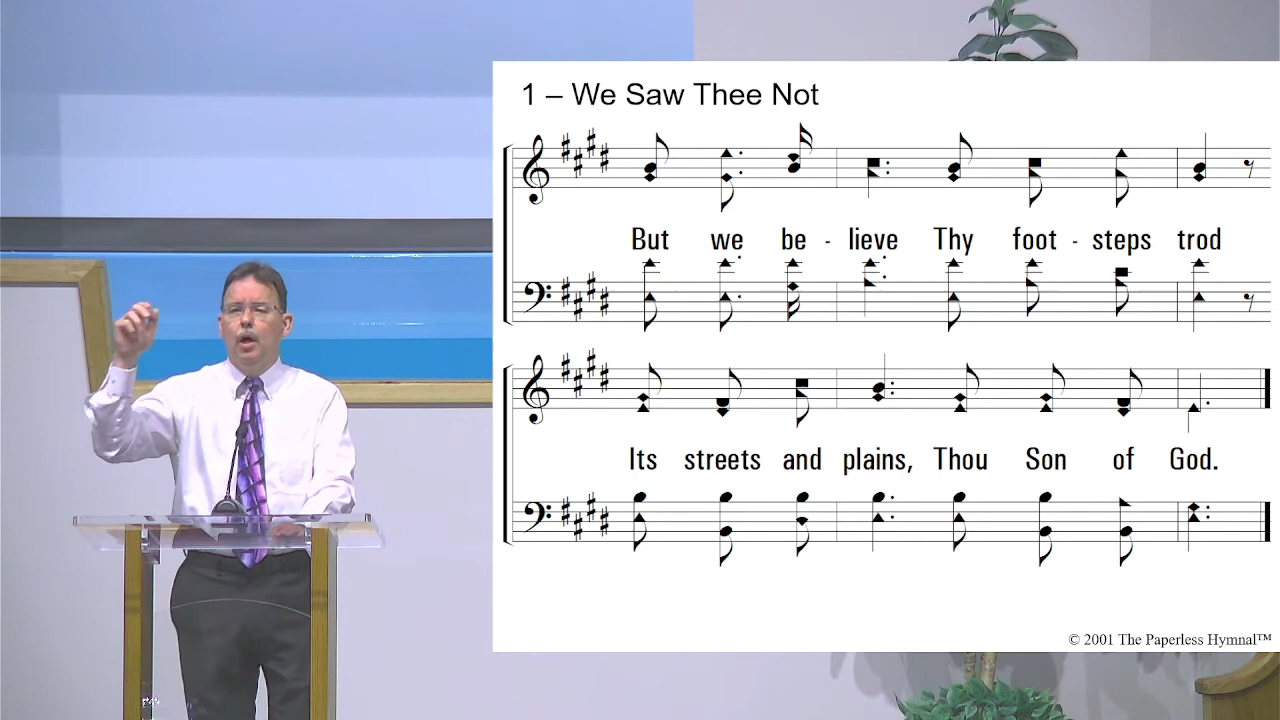 1 – We Saw Thee Not
But we be - lieve Thy foot - steps trod
Its streets and plains, Thou Son of God.
© 2001 The Paperless Hymnal™